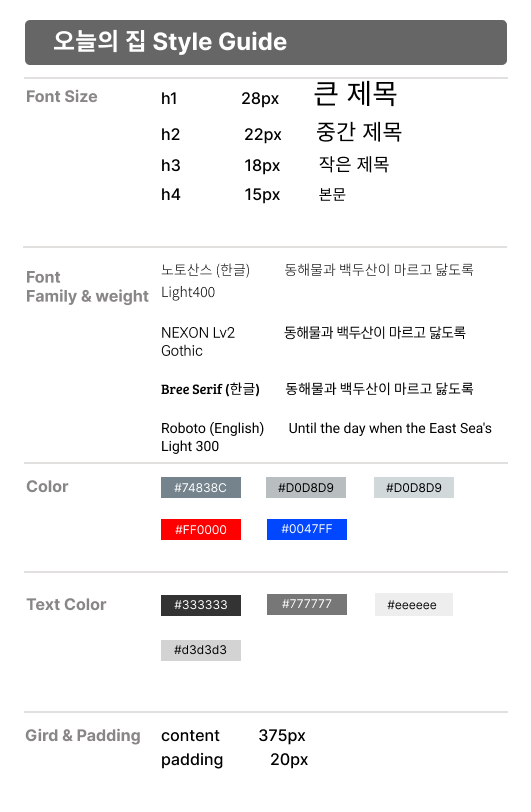 오늘의 집 Style Guide
Font Size
h1 28px 큰 제목
h2 22px 중간 제목
h3 18px 작은 제목
h4 15px 본문
Font
Family & weight
노토산스 (한글) 동해물과 백두산이 마르고 닳도록
Light400
NEXON Lv2 동해물과 백두산이 마르고 닳도록
Gothic
Bree Serif (한글) 동해물과 백두산이 마르고 닳도록
Roboto (English) Until the day when the East Sea's
Light 300
Color
#74838C #D0D8D9 #D0D8D9
#FF0000 #0047FF
Text Color
#333333 #777777 #eeeeee
#d3d3d3
Gird & Padding
content 375px
padding 20px